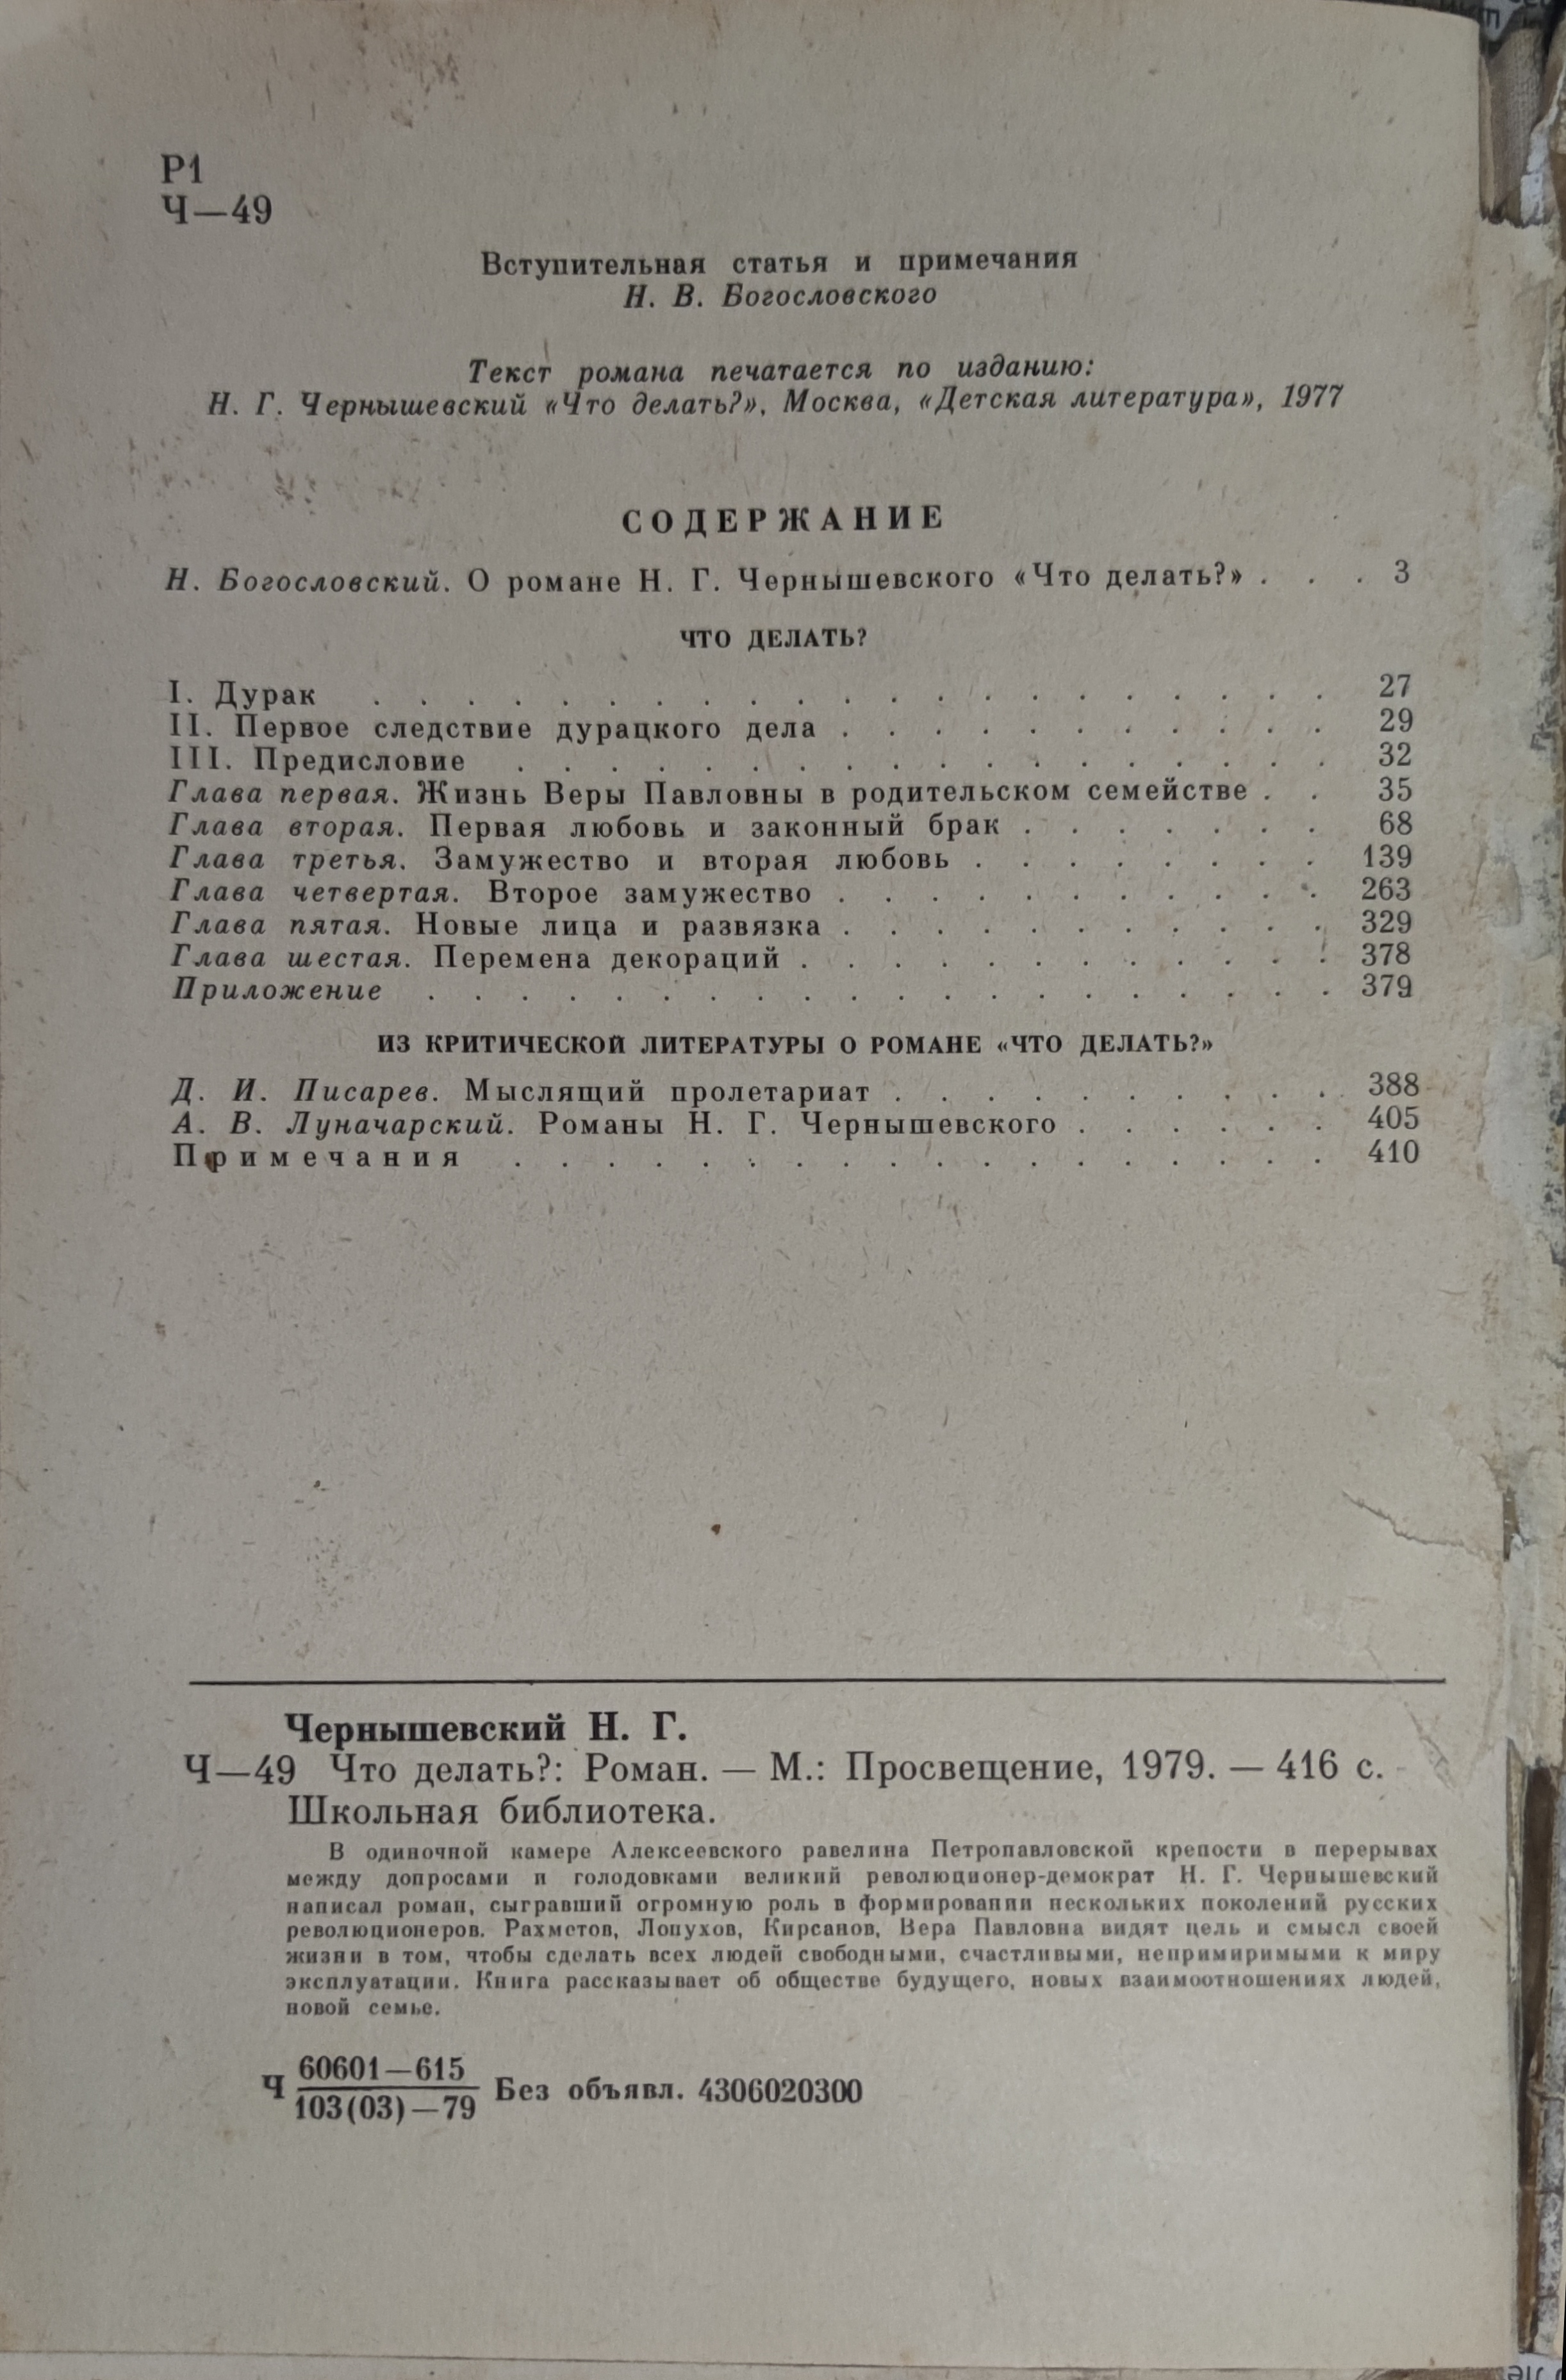 Р1
Ч—49
Вступительная статья и примечания
Н. В. Богословского
Текст романа печатается по изданию:
Н. Г. Чернышевский «Что делать?», Москва, «Детская литература», 1977
СОДЕРЖАНИЕ
Н. Богословский. О романе Н. Г. Чернышевского «Что делать?» . . . 3
ЧТО ДЕЛАТЬ?
I. Дурак . . . . . . . . . . . . . . . . . . . . . 27
II. Первое следствие дурацкого дела . . . . . . . . . . . 29
III. Предисловие . . . . . . . . . . . . . . . . . . 32
Глава первая. Жизнь Веры Павловны в родительском семействе . . 35
Глава вторая. Первая любовь и законный брак . . . . . . . 68
Глава третья. Замужество и вторая любовь . . . . . . . . 139
Глава четвертая. Второе замужество . . . . . . . . . . . 263
Глава пятая. Новые лица и развязка . . . . . . . . . . . 329
Глава шестая. Перемена декораций . . . . . . . . . . . . 378
Приложение . . . . . . . . . . . . . . . . . . . . 379
ИЗ КРИТИЧЕСКОЙ ЛИТЕРАТУРЫ О РОМАНЕ «ЧТО ДЕЛАТЬ?»
Д. И. Писарев. Мыслящий пролетариат . . . . . . . . . . 388
А. В. Луначарский. Романы Н. Г. Чернышевского . . . . . . 405
Примечания . . . . . . . . . . . . . . . . . . 410
Чернышевский Н. Г.
Ч—49 Что делать?: Роман. — М.: Просвещение, 1979. — 416 с.
Школьная библиотека.
В одиночной камере Алексеевского равелина Петропавловской крепости в перерывах
между допросами и голодовками великий революционер-демократ Н. Г. Чернышевский
написал роман, сыгравший огромную роль в формировании нескольких поколений русских
революционеров. Рахметов, Лопухов, Кирсанов, Вера Павловна видят цель и смысл своей
жизни в том, чтобы сделать всех людей свободными, счастливыми, непримиримыми к миру
эксплуатации. Книга рассказывает об обществе будущего, новых взаимоотношениях людей,
новой семье.
Ч 60601—615
103(03)—79 Без объявл. 4306020300